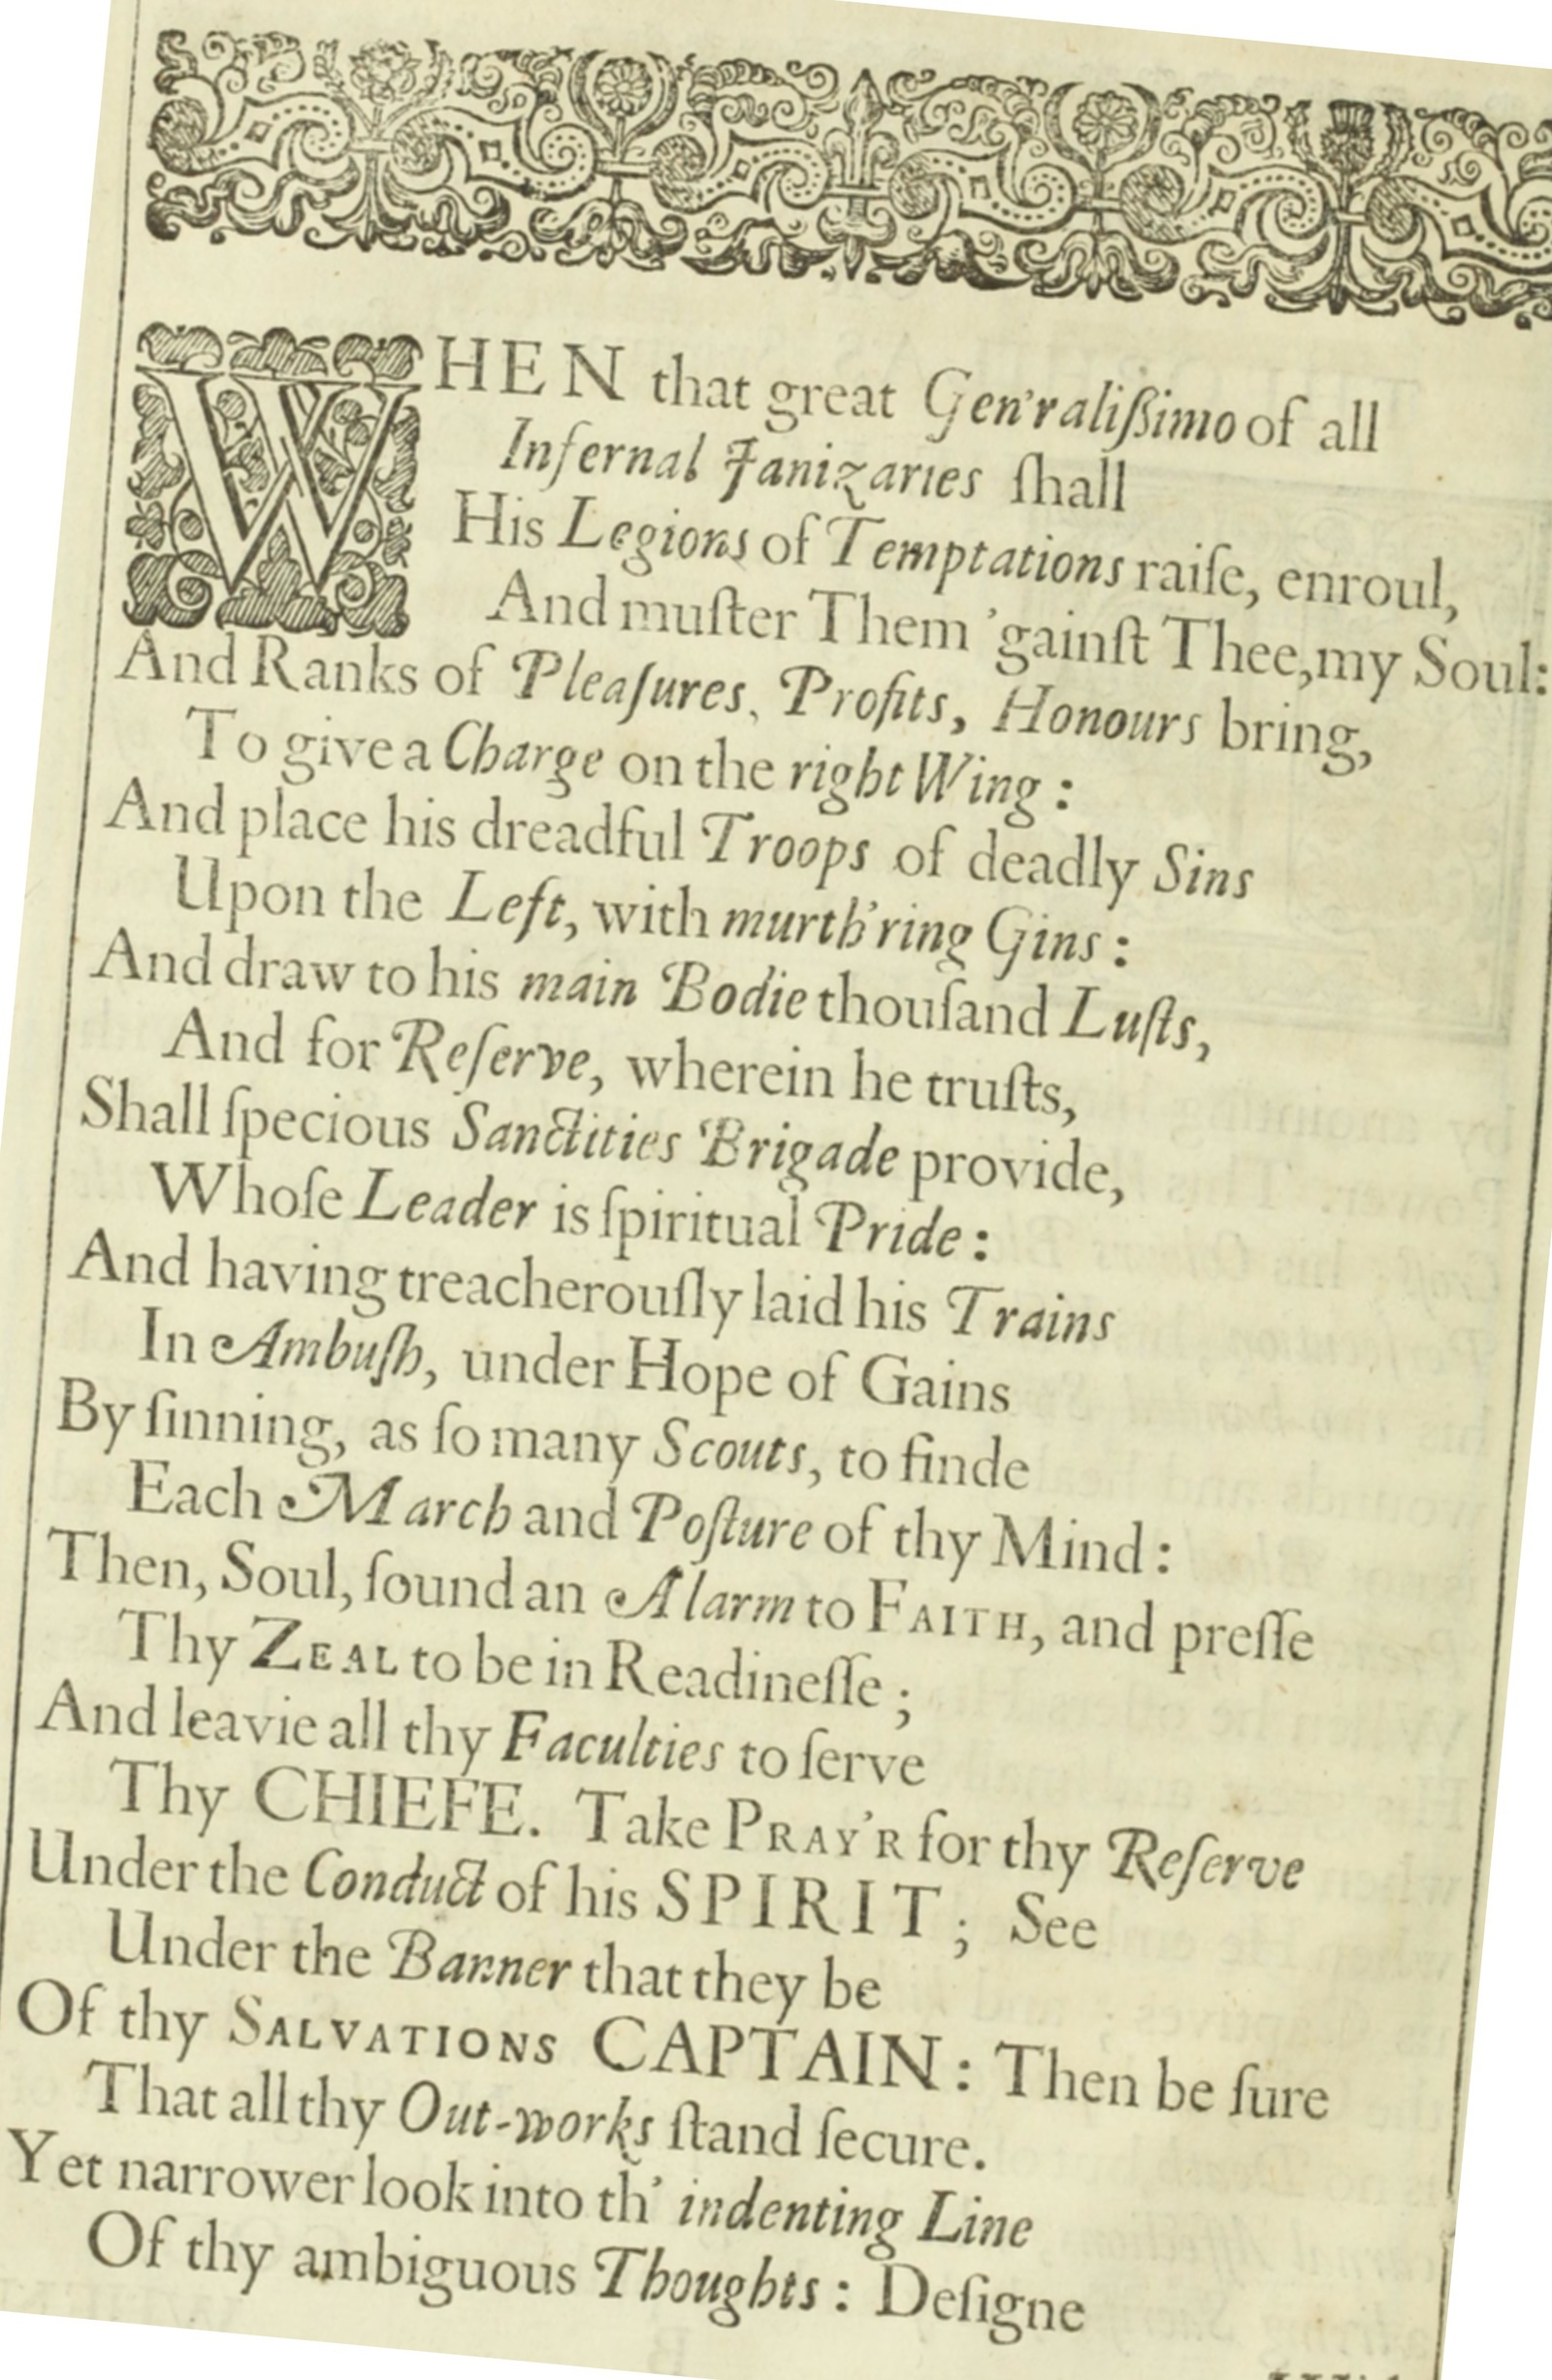 WHEN that great Gen'ralißimo of all
Infernal Janizaries ſhall
His Legions of Temptations raiſe, enroul,
And muſter Them 'gainſt Thee, my Soul:
And Ranks of Pleaſures, Profits, Honours bring,
To give a Charge on the right Wing:
And place his dreadful Troops of deadly Sins
Upon the Left, with murth'ring Gins:
And draw to his main Bodie thouſand Luſts,
And for Reſerve, wherein he truſts,
Shall ſpecious Sanctities Brigade provide,
Whoſe Leader is ſpiritual Pride:
And having treacherouſly laid his Trains
In Ambuſh, under Hope of Gains
By ſinning, as ſo many Scouts, to finde
Each March and Poſture of thy Mind:
Then, Soul, ſound an Alarm to FAITH, and preſſe
Thy ZEAL to be in Readineſſe;
And leavie all thy Faculties to ſerve
Thy CHIEFE. Take PRAY'R for thy Reſerve
Under the Conduct of his SPIRIT; See
Under the Banner that they be
Of thy SALVATIONS CAPTAIN: Then be ſure
That all thy Out-works ſtand ſecure.
Yet narrower look into th' indenting Line
Of thy ambiguous Thoughts: Deſigne